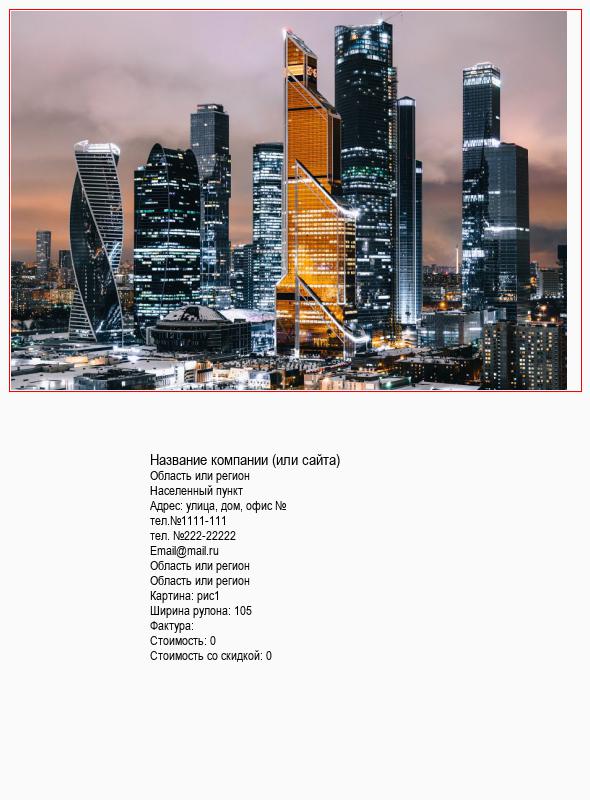 Название компании (или сайта)
Область или регион
Населенный пункт
Адрес: улица, дом, офис №
тел.№1111-111
тел. №222-22222
Email@mail.ru
Область или регион
Область или регион
Картина: рис1
Ширина рулона: 105
Фактура:
Стоимость: 0
Стоимость со скидкой: 0